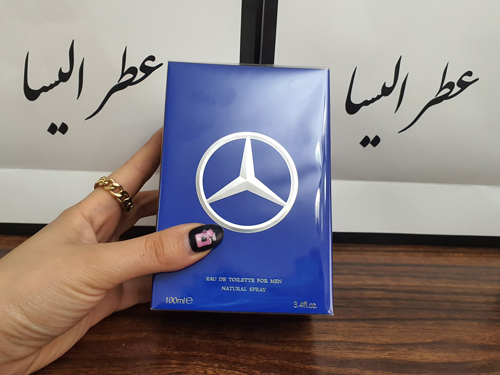 عطر الیسا
عطر الیسا
EAU DE TOILETTE FOR MEN
NATURAL SPRAY
100ml℮
3.4fl.oz.